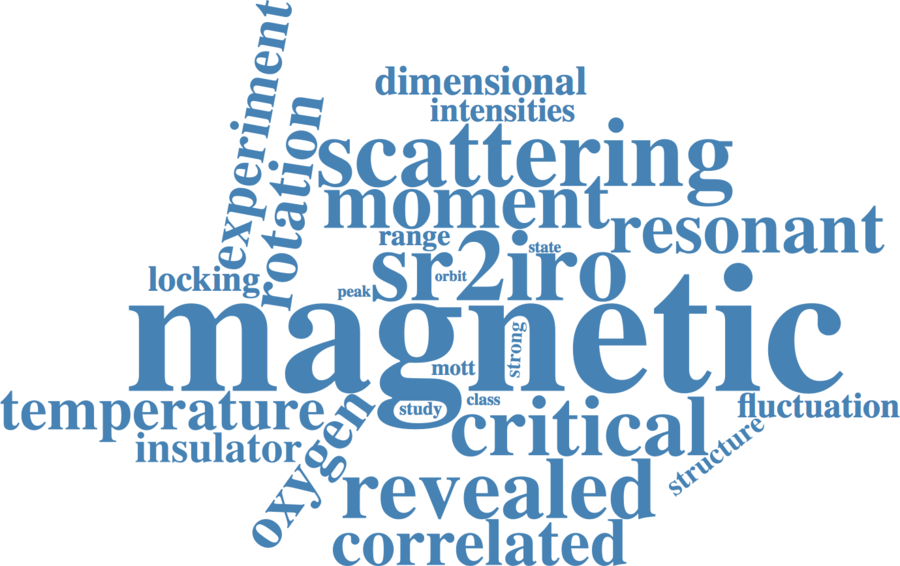 experiment
rotation
dimensional
intensities
scattering
moment
resonant
range
state
sr2iro
orbit
locking
peak
magnetic
strong
mott
class
study
temperature
critical
fluctuation
insulator
oxygen
structure
revealed
correlated